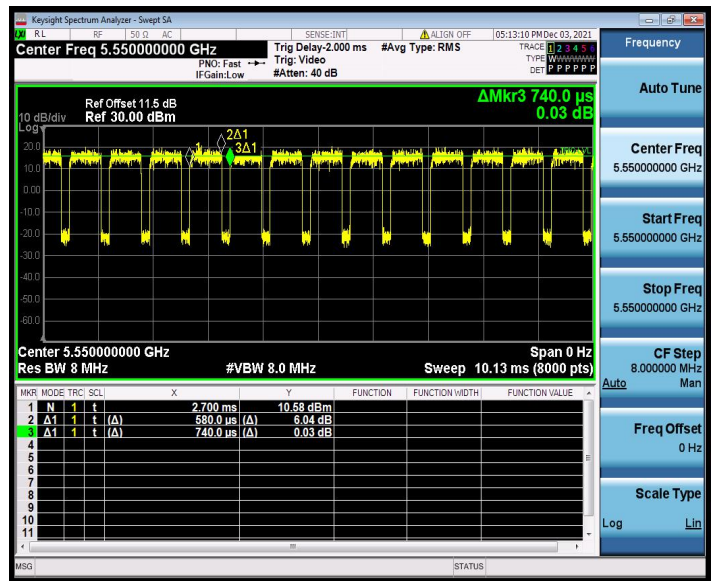 Keysight Spectrum Analyzer - Swept SA
LXI RL RF 50 Ω AC SENSE:INT ALIGN OFF 05:13:10 PM Dec 03, 2021
Center Freq 5.550000000 GHz
PNO: Fast
IFGain:Low
Trig Delay-2.000 ms
Trig: Video
#Atten: 40 dB
#Avg Type: RMS
TRACE 1 2 3 4 5 6
TYPE WWWWWW
DET P P P P P P
ΔMkr3 740.0 µs
0.03 dB
Ref Offset 11.5 dB
10 dB/div Ref 30.00 dBm
Log
20.0
10.0
0.00
-10.0
-20.0
-30.0
-40.0
-50.0
-60.0
1
2Δ1
3Δ1
Center 5.550000000 GHz Span 0 Hz
Res BW 8 MHz #VBW 8.0 MHz Sweep 10.13 ms (8000 pts)
MKR MODE TRC SCL X Y FUNCTION FUNCTION WIDTH FUNCTION VALUE
1 N 1 t 2.700 ms 10.58 dBm
2 Δ1 1 t (Δ) 580.0 µs (Δ) 6.04 dB
3 Δ1 1 t (Δ) 740.0 µs (Δ) 0.03 dB
4
5
6
7
8
9
10
11
MSG STATUS
Frequency
Auto Tune
Center Freq
5.550000000 GHz
Start Freq
5.550000000 GHz
Stop Freq
5.550000000 GHz
CF Step
8.000000 MHz
Auto Man
Freq Offset
0 Hz
Scale Type
Log Lin